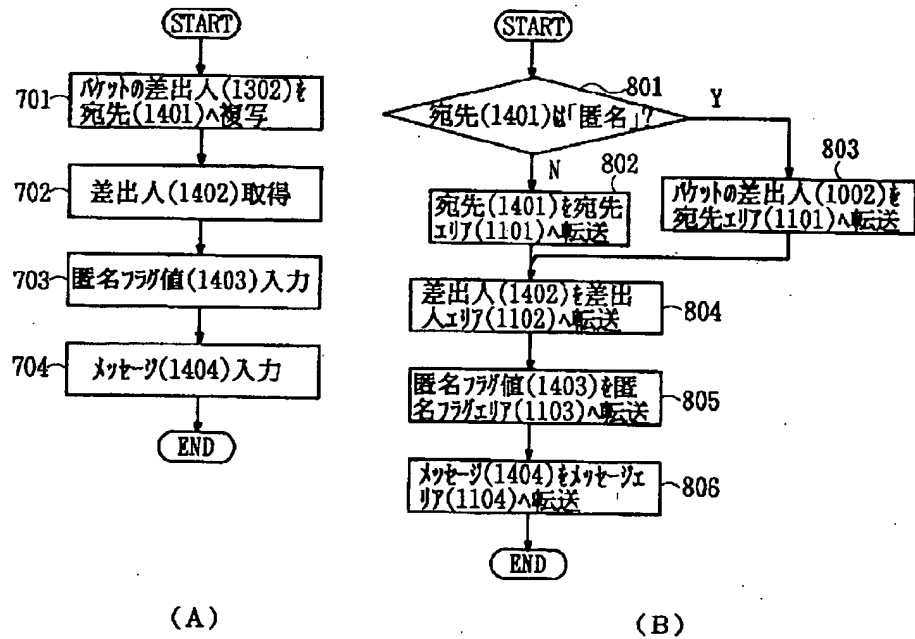 START
701
パケットの差出人(1302)を
宛先(1401)へ複写
702
差出人(1402)取得
703
匿名フラグ値(1403)入力
704
メッセージ(1404)入力
END
(A)
START
801
宛先(1401)は「匿名」?
Y
N
802
宛先(1401)を宛先
エリア(1101)へ転送
803
パケットの差出人(1002)を
宛先エリア(1101)へ転送
差出人(1402)を差出
人エリア(1102)へ転送
804
匿名フラグ値(1403)を匿
名フラグエリア(1103)へ転送
805
メッセージ(1404)をメッセージエ
リア(1104)へ転送
806
END
(B)